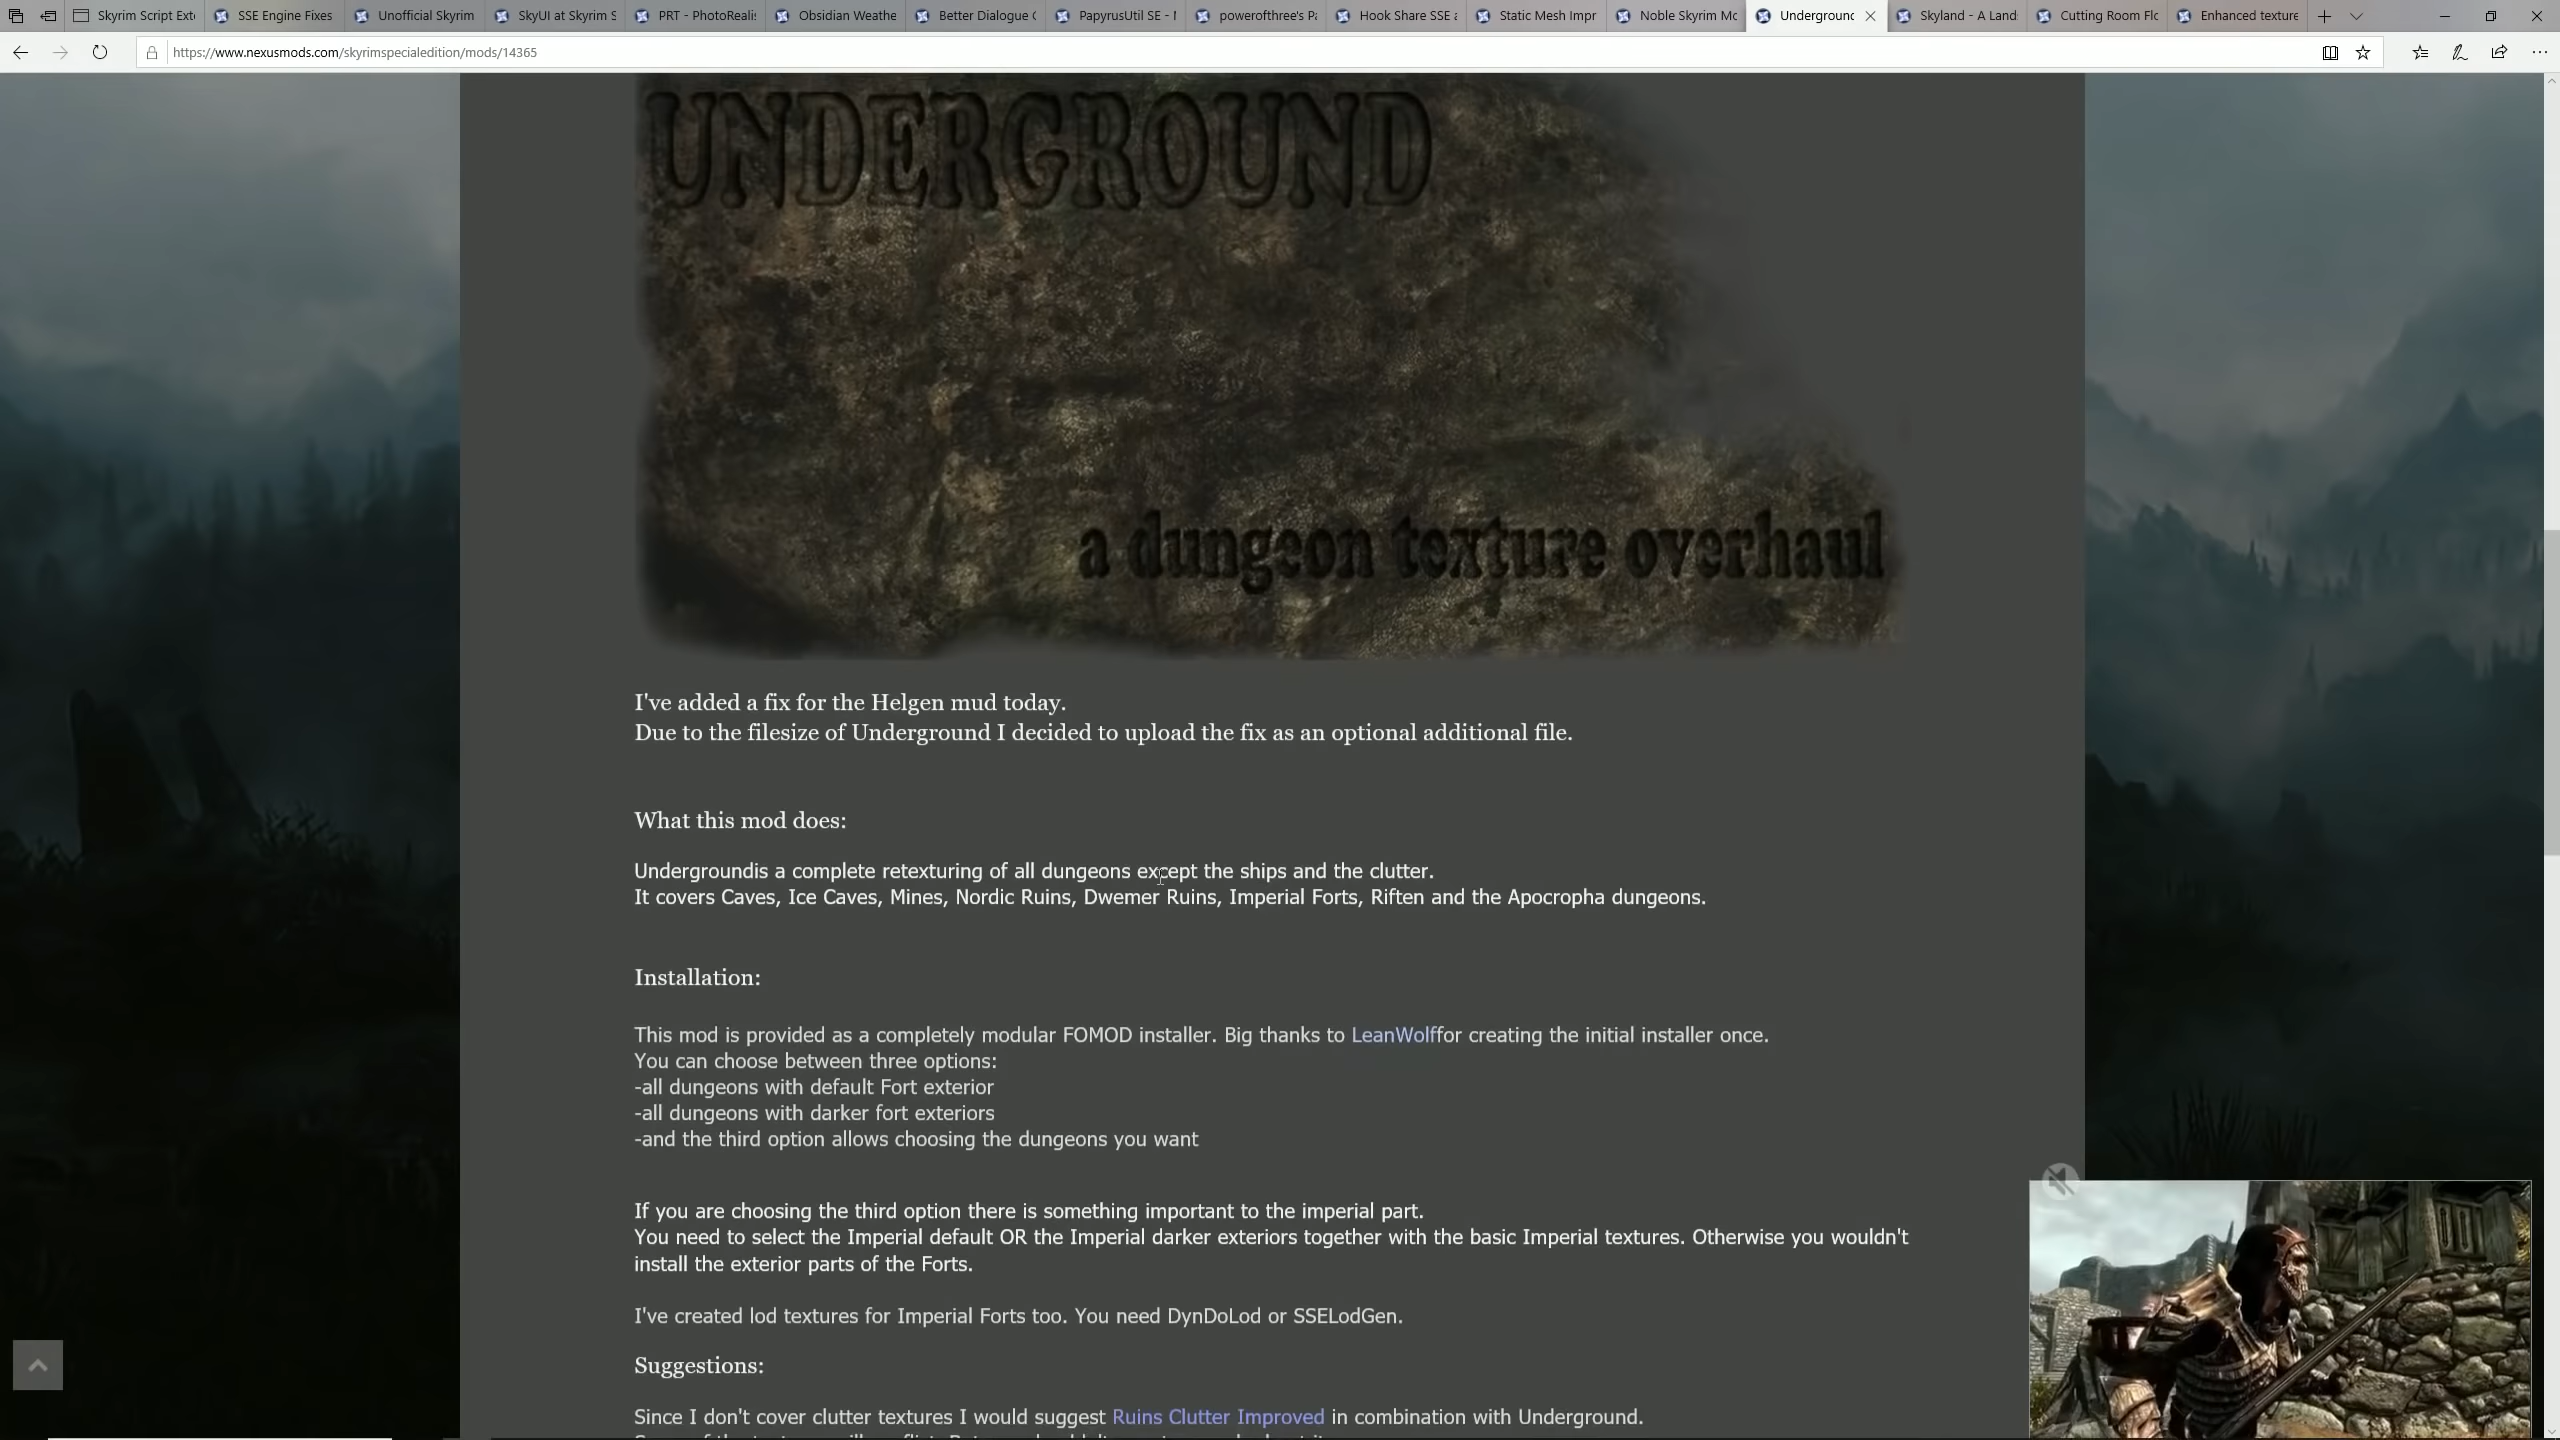 Skyrim Script Ext
SSE Engine Fixes
Unofficial Skyrim
SkyUI at Skyrim S
PRT - PhotoRealis
Obsidian Weathe
Better Dialogue C
PapyrusUtil SE - M
powerofthree's Pa
Hook Share SSE a
Static Mesh Impr
Noble Skyrim Mo
Underground
Skyland - A Land
Cutting Room Flo
Enhanced texture
https://www.nexusmods.com/skyrimspecialedition/mods/14365
UNDERGROUND
a dungeon texture overhaul
I've added a fix for the Helgen mud today.
Due to the filesize of Underground I decided to upload the fix as an optional additional file.
What this mod does:
Undergroundis a complete retexturing of all dungeons except the ships and the clutter.
It covers Caves, Ice Caves, Mines, Nordic Ruins, Dwemer Ruins, Imperial Forts, Riften and the Apocropha dungeons.
Installation:
This mod is provided as a completely modular FOMOD installer. Big thanks to LeanWolffor creating the initial installer once.
You can choose between three options:
-all dungeons with default Fort exterior
-all dungeons with darker fort exteriors
-and the third option allows choosing the dungeons you want
If you are choosing the third option there is something important to the imperial part.
You need to select the Imperial default OR the Imperial darker exteriors together with the basic Imperial textures. Otherwise you wouldn't
install the exterior parts of the Forts.
I've created lod textures for Imperial Forts too. You need DynDoLod or SSELodGen.
Suggestions:
Since I don't cover clutter textures I would suggest Ruins Clutter Improved in combination with Underground.